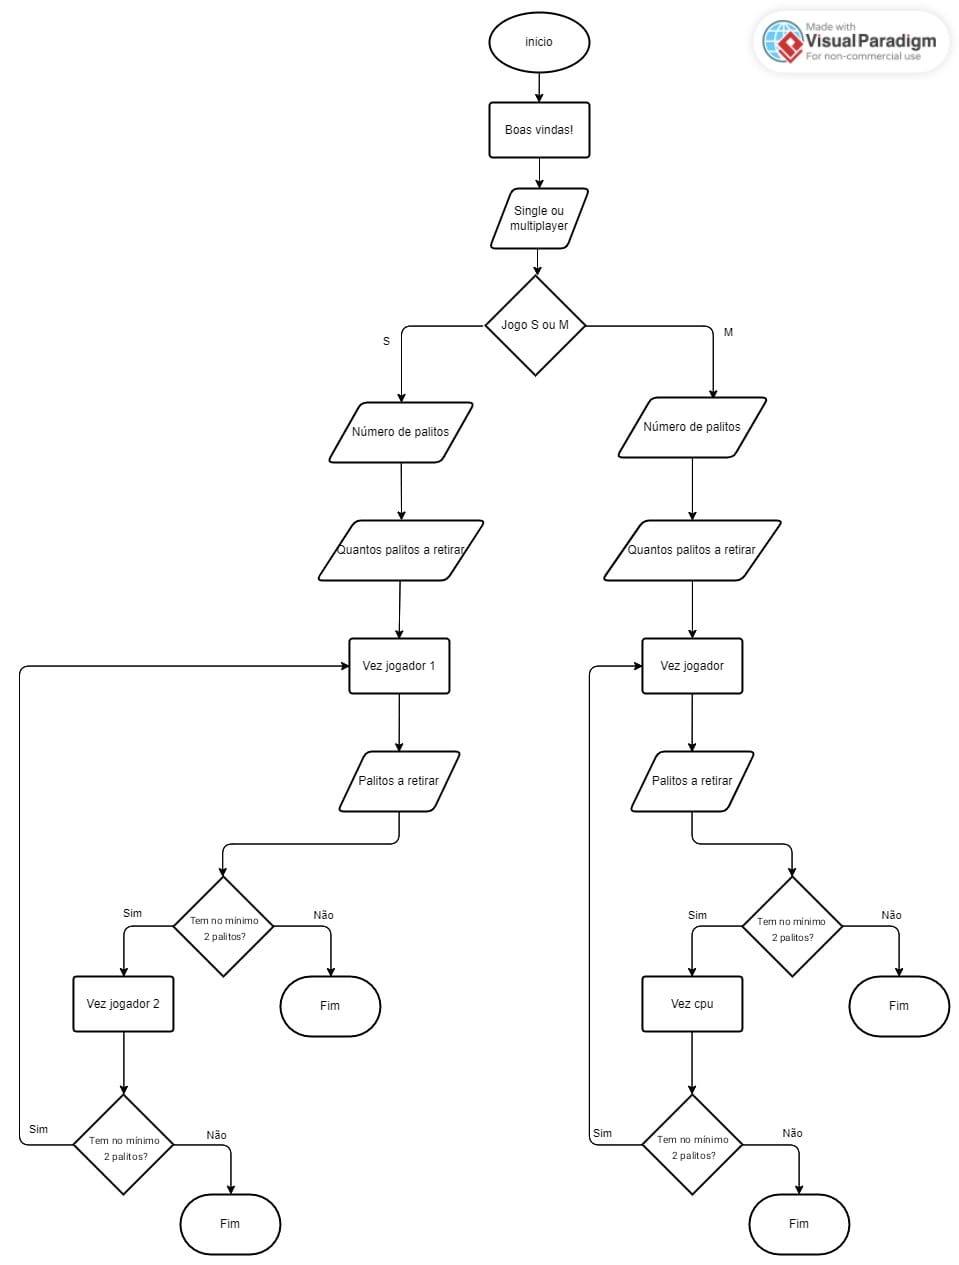 Made with
Visual Paradigm
For non-commercial use
inicio
Boas vindas!
Single ou
multiplayer
Jogo S ou M
S
M
Número de palitos
Número de palitos
Quantos palitos a retirar
Quantos palitos a retirar
Vez jogador 1
Vez jogador
Palitos a retirar
Palitos a retirar
Sim
Tem no mínimo
2 palitos?
Não
Sim
Tem no mínimo
2 palitos?
Não
Vez jogador 2
Fim
Vez cpu
Fim
Sim
Tem no mínimo
2 palitos?
Não
Sim
Tem no mínimo
2 palitos?
Não
Fim
Fim